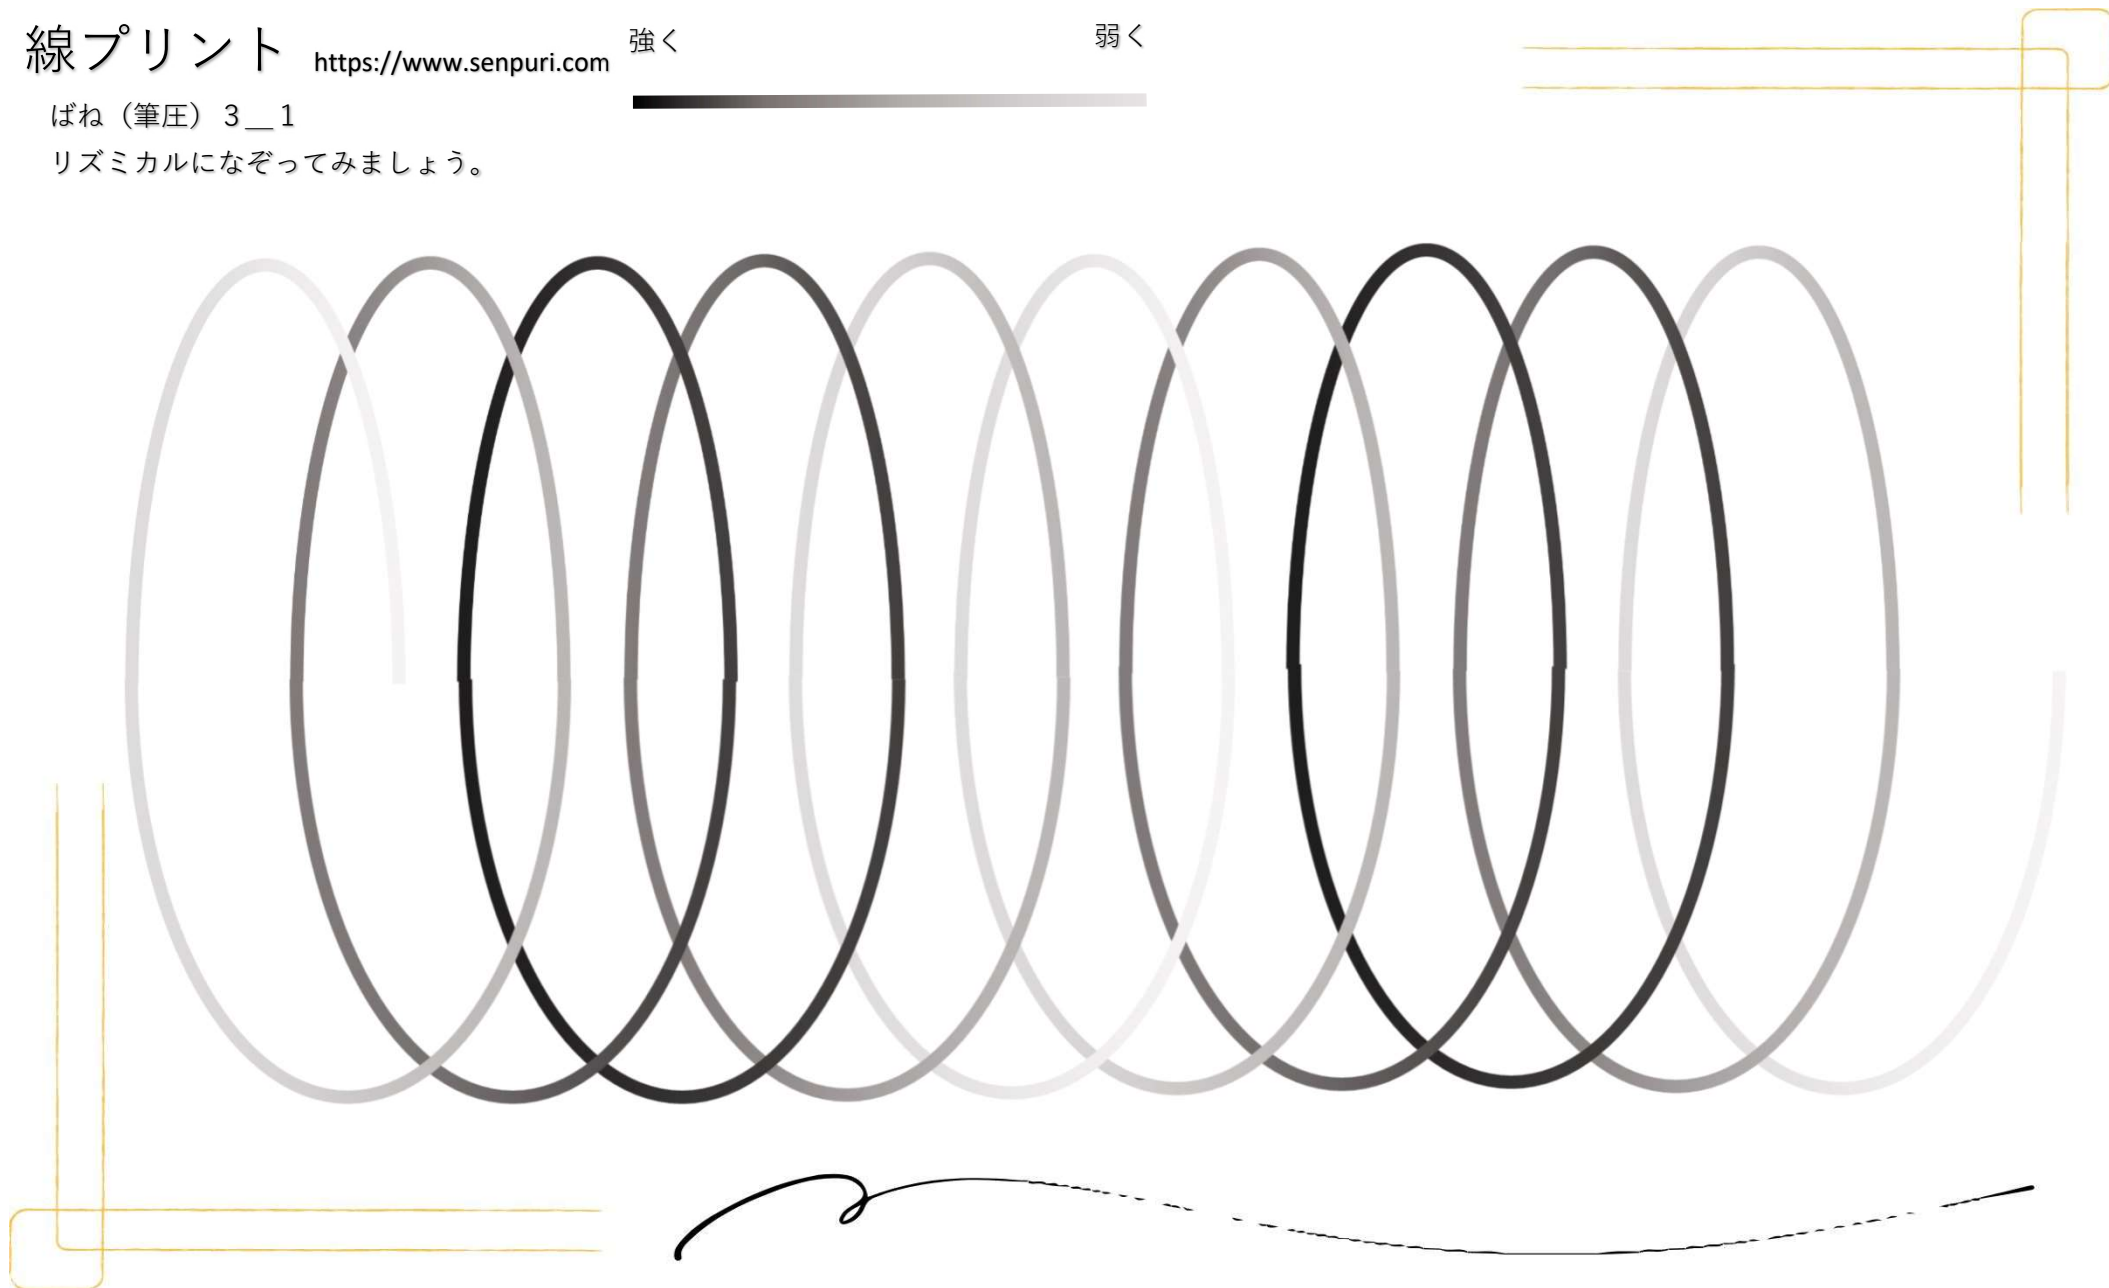 線プリント https://www.senpuri.com
強く 弱く
ばね（筆圧）３＿１
リズミカルになぞってみましょう。